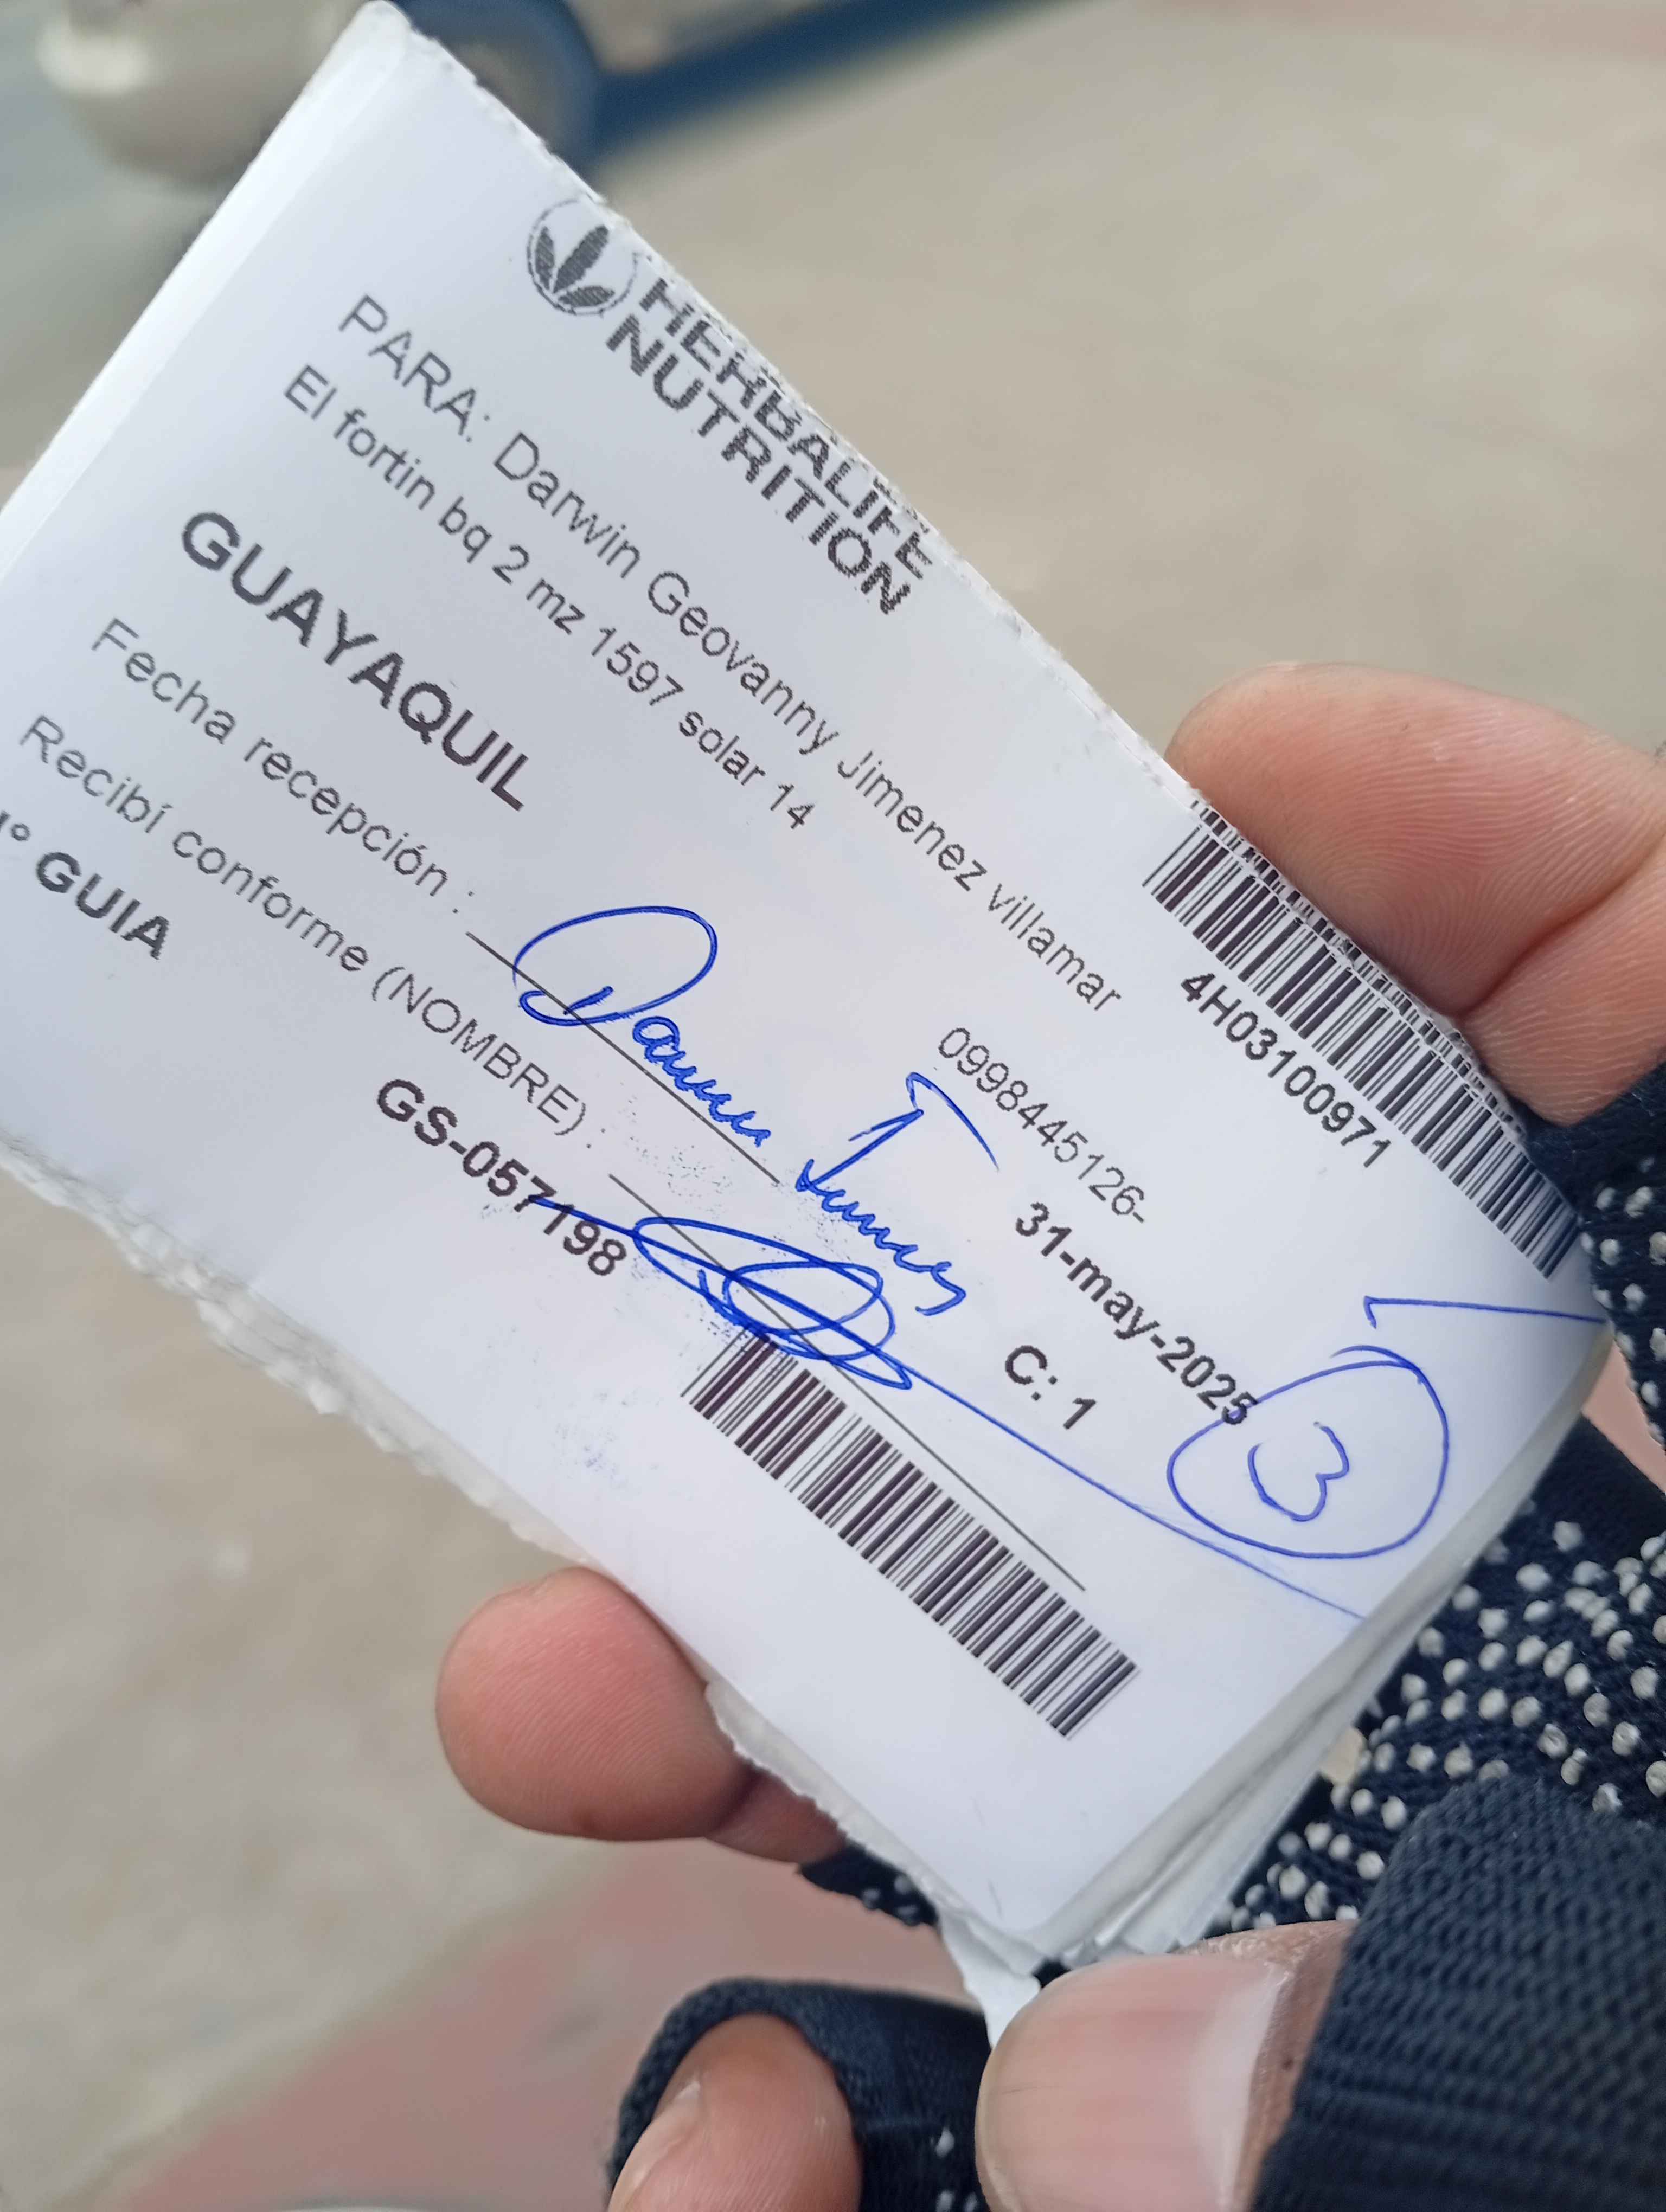 HERBALIFE
NUTRITION
4H03100971
PARA: Darwin Geovanny Jimenez villamar
El fortin bq 2 mz 1597 solar 14
0998445126-
GUAYAQUIL
31-may-2025
Fecha recepción :
C: 1
3
Recibí conforme (NOMBRE) :
° GUIA
GS-057198